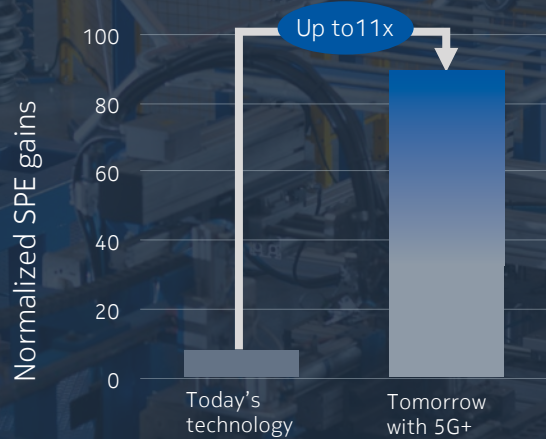 Up to11x
100
80
60
40
20
0
Normalized SPE gains
Today's
technology
Tomorrow
with 5G+